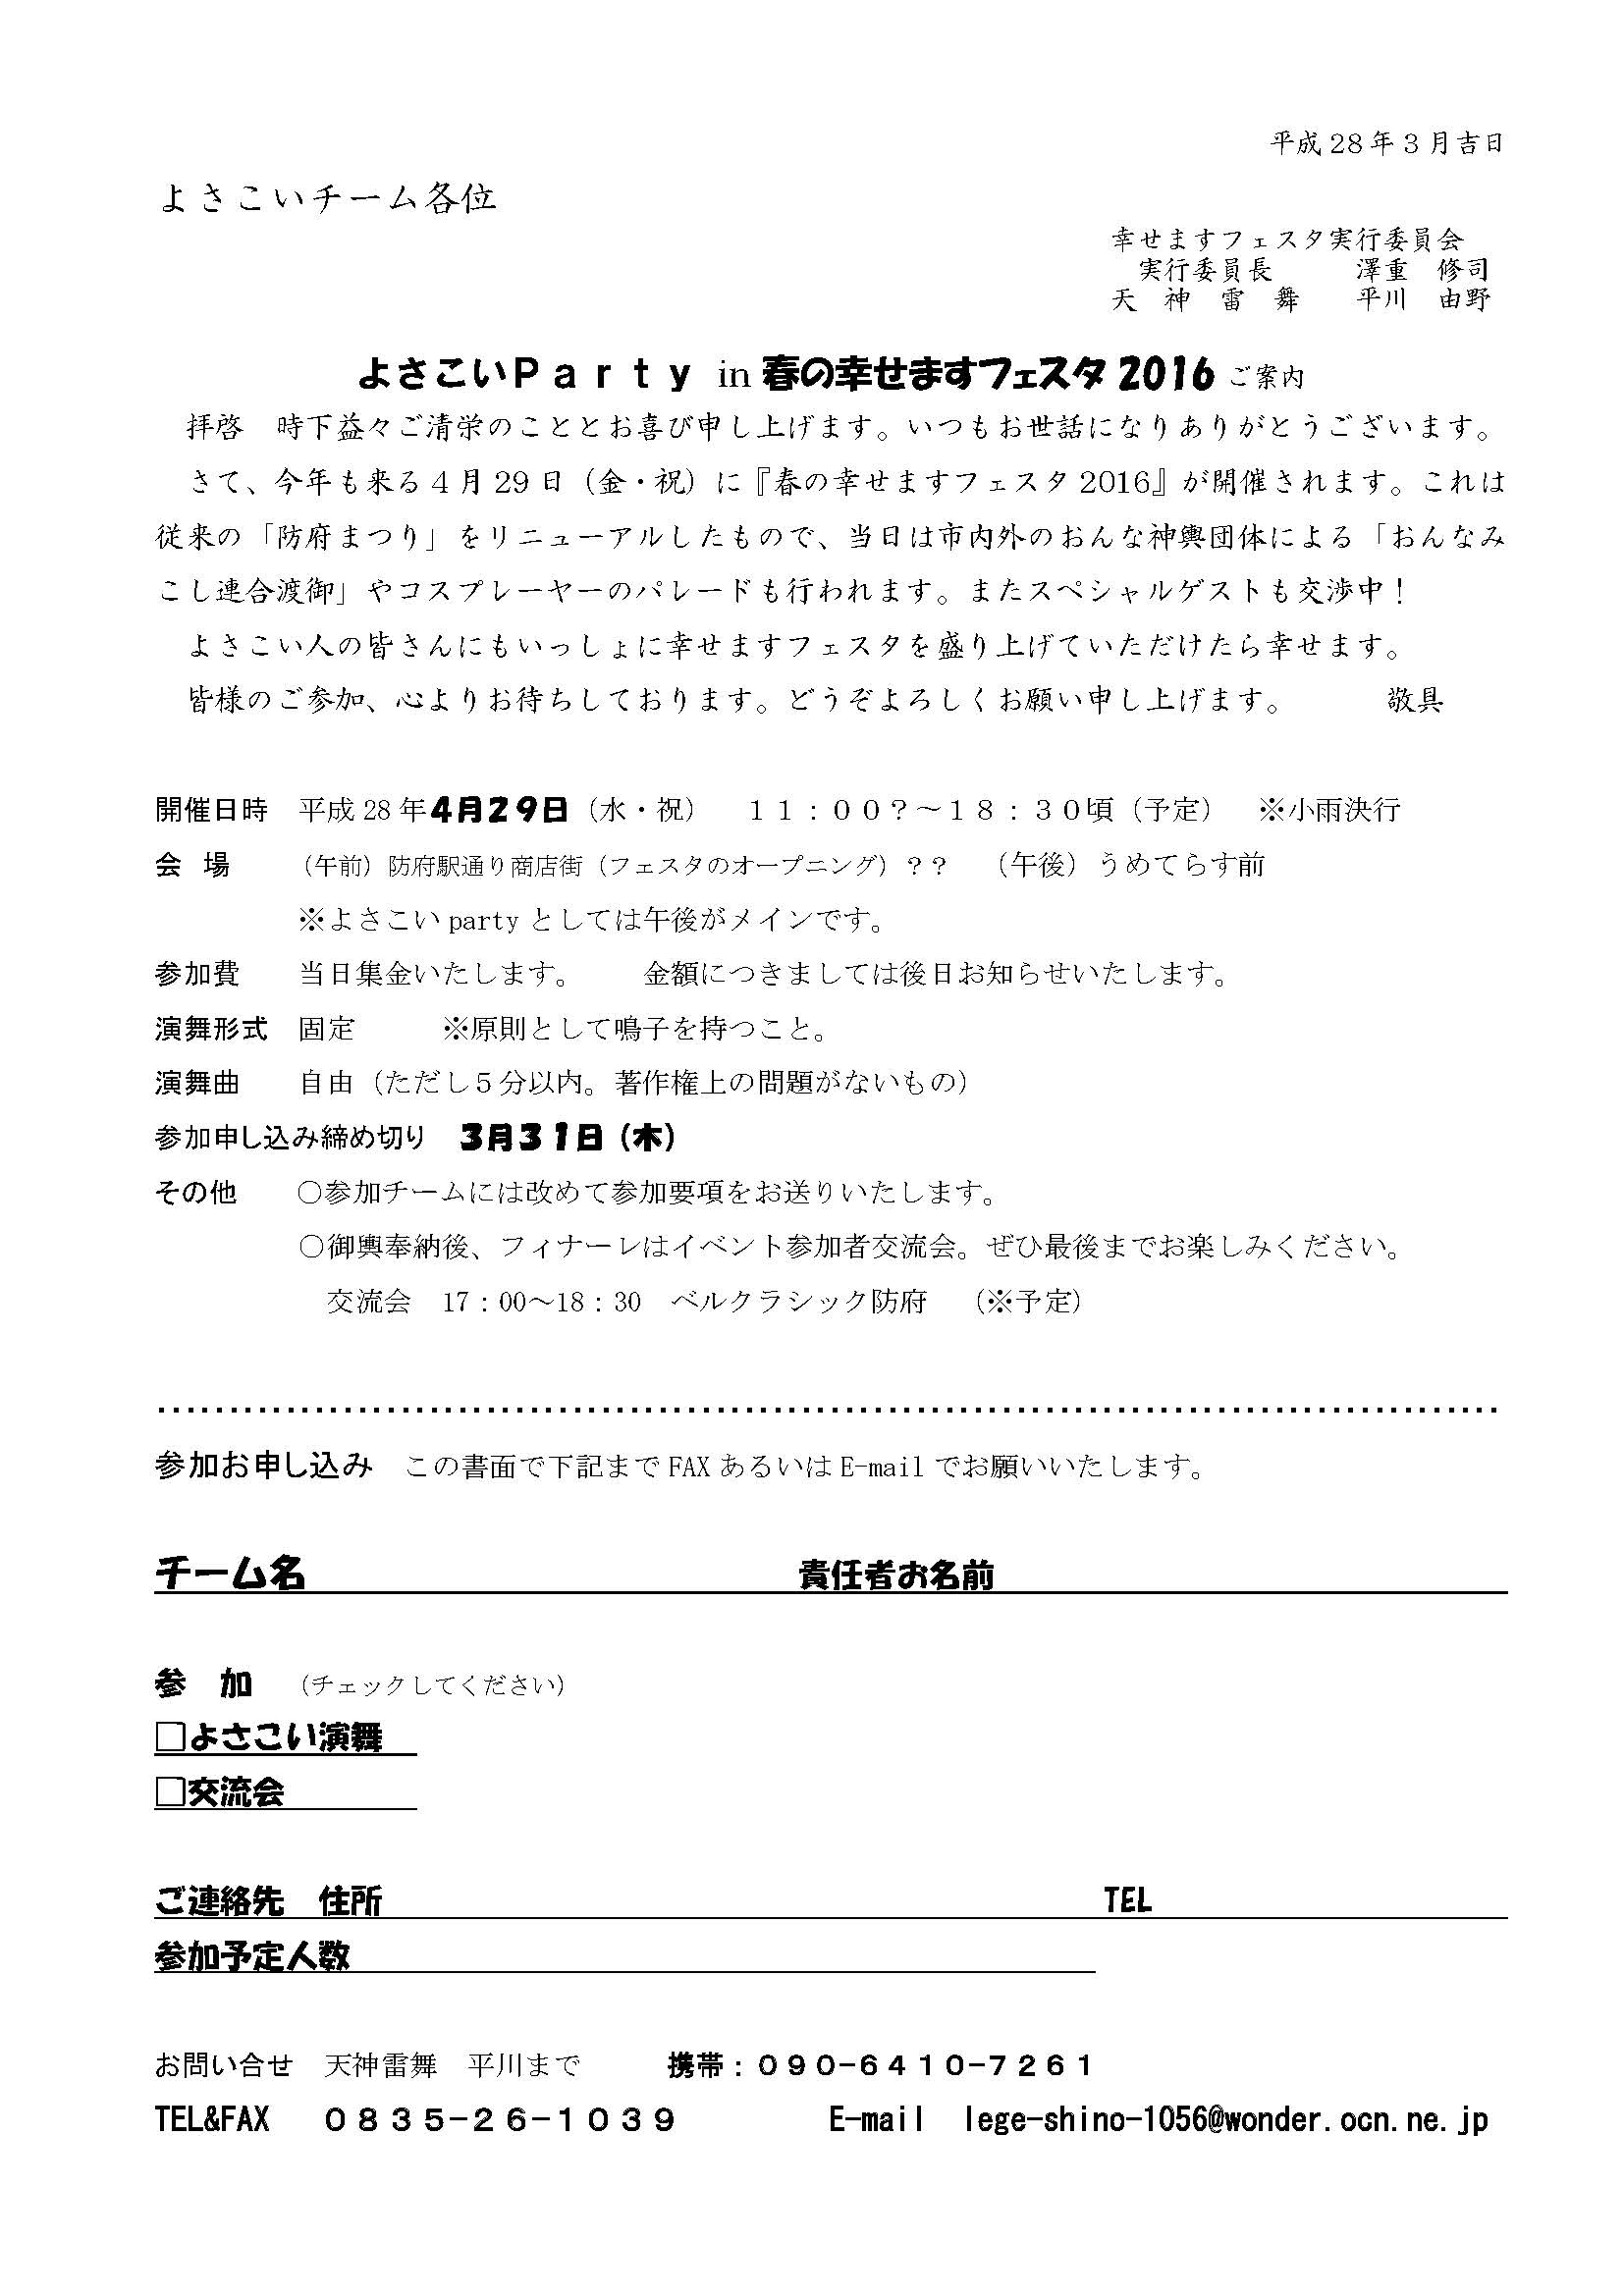 平成28年３月吉日
よさこいチーム各位
幸せますフェスタ実行委員会
実行委員長　　　澤重　修司
天　神　雷　舞　　平川　由野
よさこいＰａｒｔｙ in 春の幸せますフェスタ2016 ご案内
拝啓　時下益々ご清栄のこととお喜び申し上げます。いつもお世話になりありがとうございます。
さて、今年も来る４月29日（金・祝）に『春の幸せますフェスタ2016』が開催されます。これは
従来の「防府まつり」をリニューアルしたもので、当日は市内外のおんな神輿団体による「おんなみ
こし連合渡御」やコスプレーヤーのパレードも行われます。またスペシャルゲストも交渉中！
よさこい人の皆さんにもいっしょに幸せますフェスタを盛り上げていただけたら幸せます。
皆様のご参加、心よりお待ちしております。どうぞよろしくお願い申し上げます。　　　敬具
開催日時　平成28年４月２９日（水・祝）　１１：００？～１８：３０頃（予定）　※小雨決行
会　場　　（午前）防府駅通り商店街（フェスタのオープニング）？？　（午後）うめてらす前
※よさこいpartyとしては午後がメインです。
参加費　　当日集金いたします。　　金額につきましては後日お知らせいたします。
演舞形式　固定　　　※原則として鳴子を持つこと。
演舞曲　　自由（ただし５分以内。著作権上の問題がないもの）
参加申し込み締め切り　３月３１日（木）
その他　　○参加チームには改めて参加要項をお送りいたします。
○御輿奉納後、フィナーレはイベント参加者交流会。ぜひ最後までお楽しみください。
交流会　17：00～18：30　ベルクラシック防府　（※予定）
参加お申し込み　この書面で下記までFAXあるいはE-mailでお願いいたします。
チーム名　　　　　　　　　　責任者お名前
参　加　（チェックしてください）
□よさこい演舞
□交流会
ご連絡先　住所　　　　　　　　　　TEL
参加予定人数
お問い合せ　天神雷舞　平川まで　　　携帯：０９０−６４１０−７２６１
TEL&FAX　０８３５−２６−１０３９　　　E-mail　lege-shino-1056@wonder.ocn.ne.jp